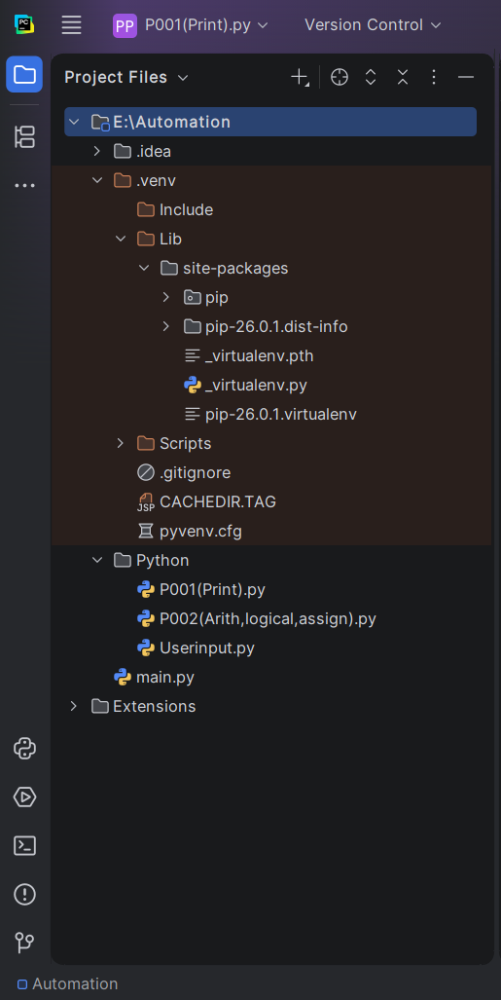 PC
PP P001(Print).py Version Control
Project Files
E:\Automation
.idea
.venv
Include
Lib
site-packages
pip
pip-26.0.1.dist-info
_virtualenv.pth
_virtualenv.py
pip-26.0.1.virtualenv
Scripts
.gitignore
JSP CACHEDIR.TAG
pyvenv.cfg
Python
P001(Print).py
P002(Arith,logical,assign).py
Userinput.py
main.py
Extensions
Automation